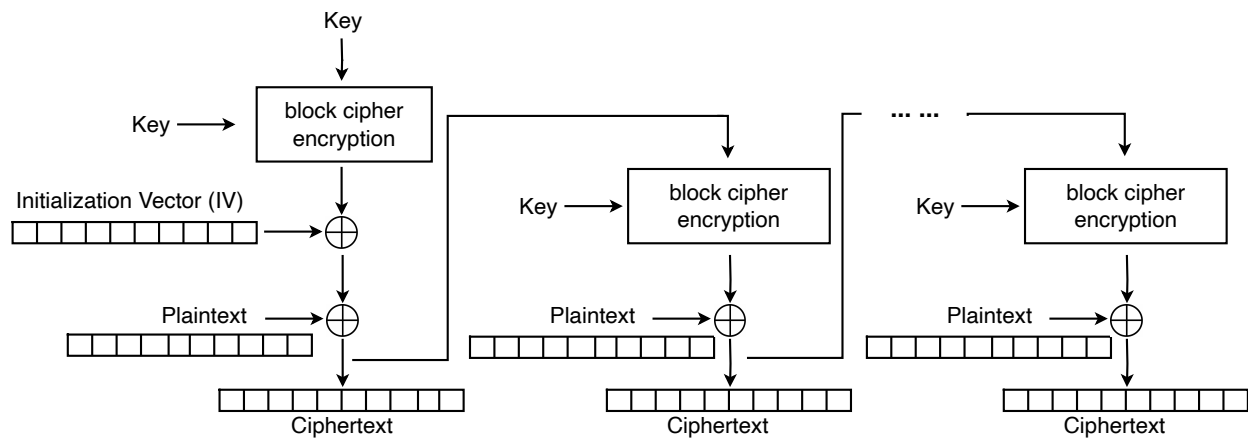 Key
block cipher
encryption
Key
... ...
block cipher
encryption
Key
block cipher
encryption
Key
Initialization Vector (IV)
Plaintext
Plaintext
Plaintext
Ciphertext
Ciphertext
Ciphertext